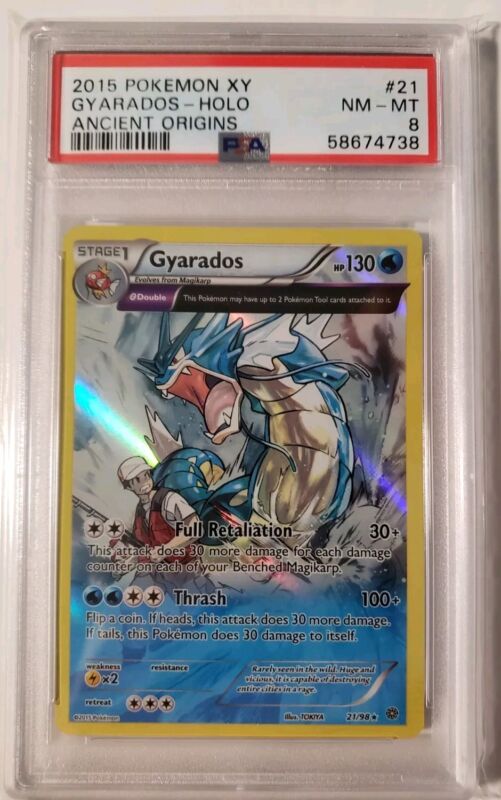 2015 POKEMON XY #21
GYARADOS - HOLO NM - MT
ANCIENT ORIGINS 8
PSA 58674738
STAGE1 Gyarados HP130
Evolves from Magikarp
θDouble This Pokémon may have up to 2 Pokémon Tool cards attached to it.
Full Retaliation 30+
This attack does 30 more damage for each damage
counter on each of your Benched Magikarp.
Thrash 100+
Flip a coin. If heads, this attack does 30 more damage.
If tails, this Pokémon does 30 damage to itself.
weakness resistance
×2
retreat
Rarely seen in the wild. Huge and
vicious, it is capable of destroying
entire cities in a rage.
©2015 Pokémon Illus. TOKIYA 21/98 ★